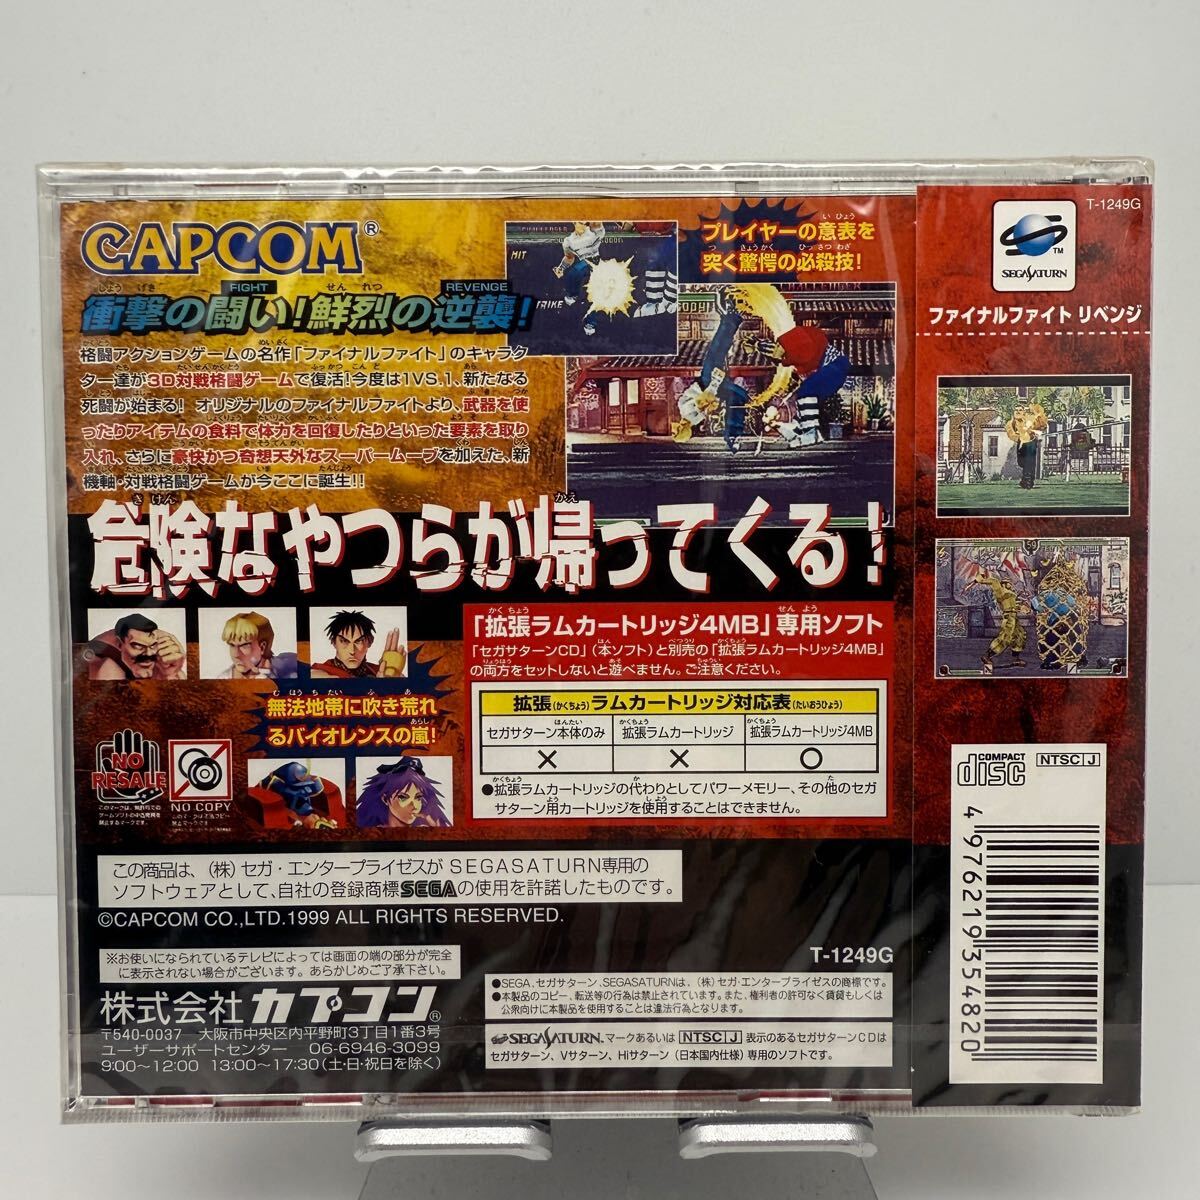 CAPCOM®
衝撃の闘い!鮮烈の逆襲!
FIGHT
REVENGE
格闘アクションゲームの名作「ファイナルファイト」のキャラク
ター達が3D対戦格闘ゲームで復活!今度は1VS.1、新たなる
死闘が始まる! オリジナルのファイナルファイトより、武器を使
ったりアイテムの食料で体力を回復したりといった要素を取り
入れ、さらに豪快かつ奇想天外なスーパームーブを加えた、新
機軸・対戦格闘ゲームが今ここに誕生!!
HIT
プレイヤーの意表を
突く驚愕の必殺技!
危険なやつらが帰ってくる!
無法地帯に吹き荒れ
るバイオレンスの嵐!
「拡張ラムカートリッジ4MB」専用ソフト
「セガサターンCD」(本ソフト)と別売の「拡張ラムカートリッジ4MB」
の両方をセットしないと遊べません。ご注意ください。
拡張(かくちょう)ラムカートリッジ対応表(たいおうひょう)
セガサターン本体のみ 拡張ラムカートリッジ 拡張ラムカートリッジ4MB
× × ○
●拡張ラムカートリッジの代わりとしてパワーメモリー、その他のセガ
サターン用カートリッジを使用することはできません。
NO RESALE
NO COPY
この商品は、(株)セガ・エンタープライゼスがSEGASATURN専用の
ソフトウェアとして、自社の登録商標SEGAの使用を許諾したものです。
©CAPCOM CO.,LTD.1999 ALL RIGHTS RESERVED.
※お使いになられているテレビによっては画面の端の部分が完全
に表示されない場合がございます。あらかじめご了承下さい。
株式会社カプコン®
〒540-0037 大阪市中央区内平野町3丁目1番3号
ユーザーサポートセンター 06-6946-3099
9:00〜12:00 13:00〜17:30(土・日・祝日を除く)
T-1249G
●SEGA、セガサターン、SEGASATURNは、(株)セガ・エンタープライゼスの商標です。
●本製品のコピー、転送等の行為は禁止されています。また、権利者の許可なく賃貸もしくは
公衆向けに本製品を使用することは違法行為となります。
SEGASATURN。マークあるいは NTSC J 表示のあるセガサターンCDは
セガサターン、Vサターン、Hiサターン(日本国内仕様)専用のソフトです。
T-1249G
SEGASATURN
TM
ファイナルファイト リベンジ
COMPACT disc
NTSC J
4976219354820